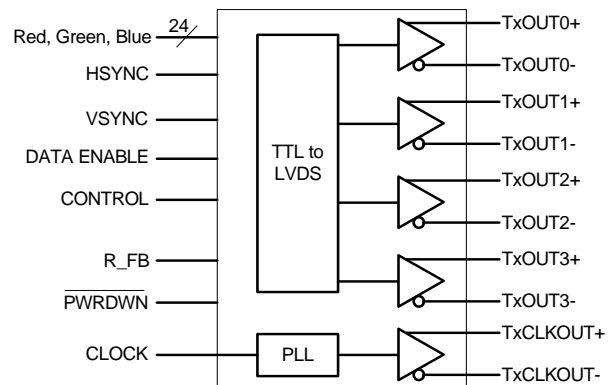 Red, Green, Blue
24
HSYNC
VSYNC
DATA ENABLE
CONTROL
R_FB
PWRDWN
CLOCK
TTL to
LVDS
PLL
TxOUT0+
TxOUT0-
TxOUT1+
TxOUT1-
TxOUT2+
TxOUT2-
TxOUT3+
TxOUT3-
TxCLKOUT+
TxCLKOUT-